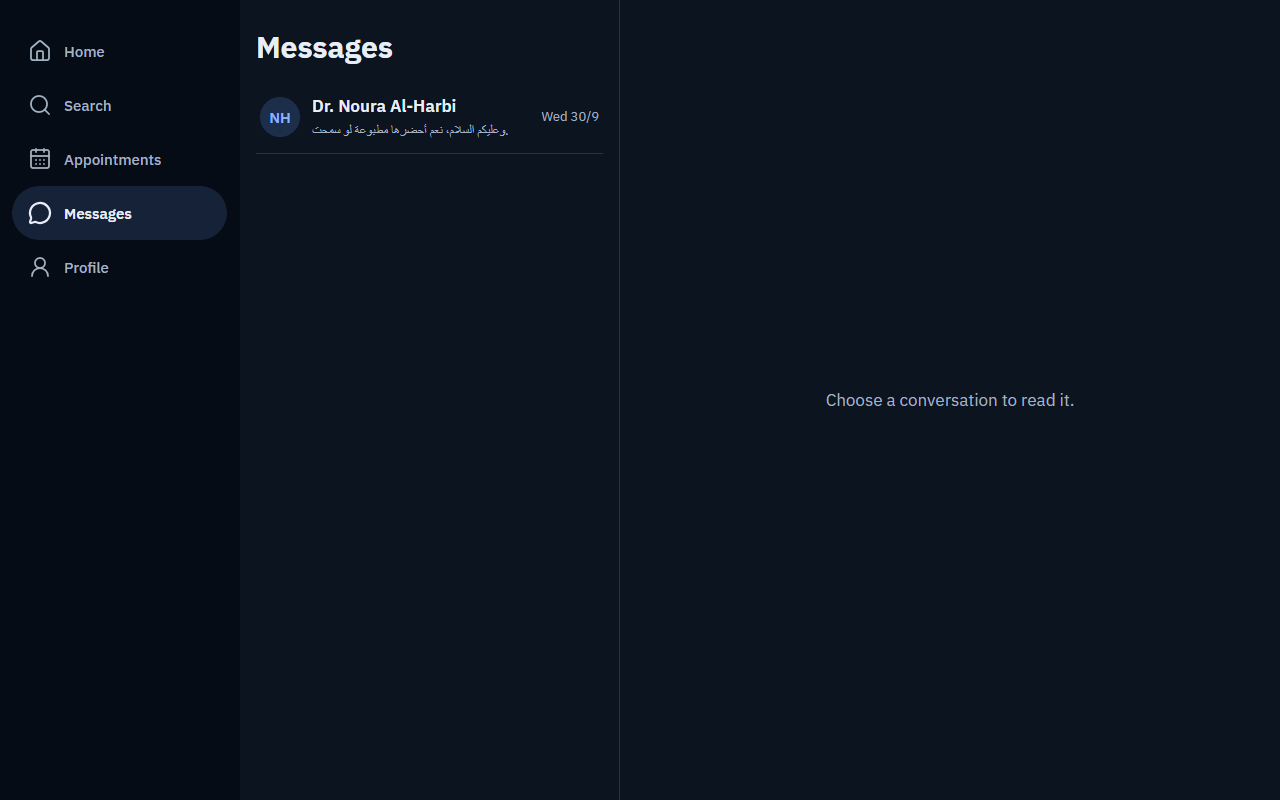 Home
Search
Appointments
Messages
Profile
Messages
NH
Dr. Noura Al-Harbi
وعليكم السلام، نعم أحضرها مطبوعة لو سمحت.
Wed 30/9
Choose a conversation to read it.